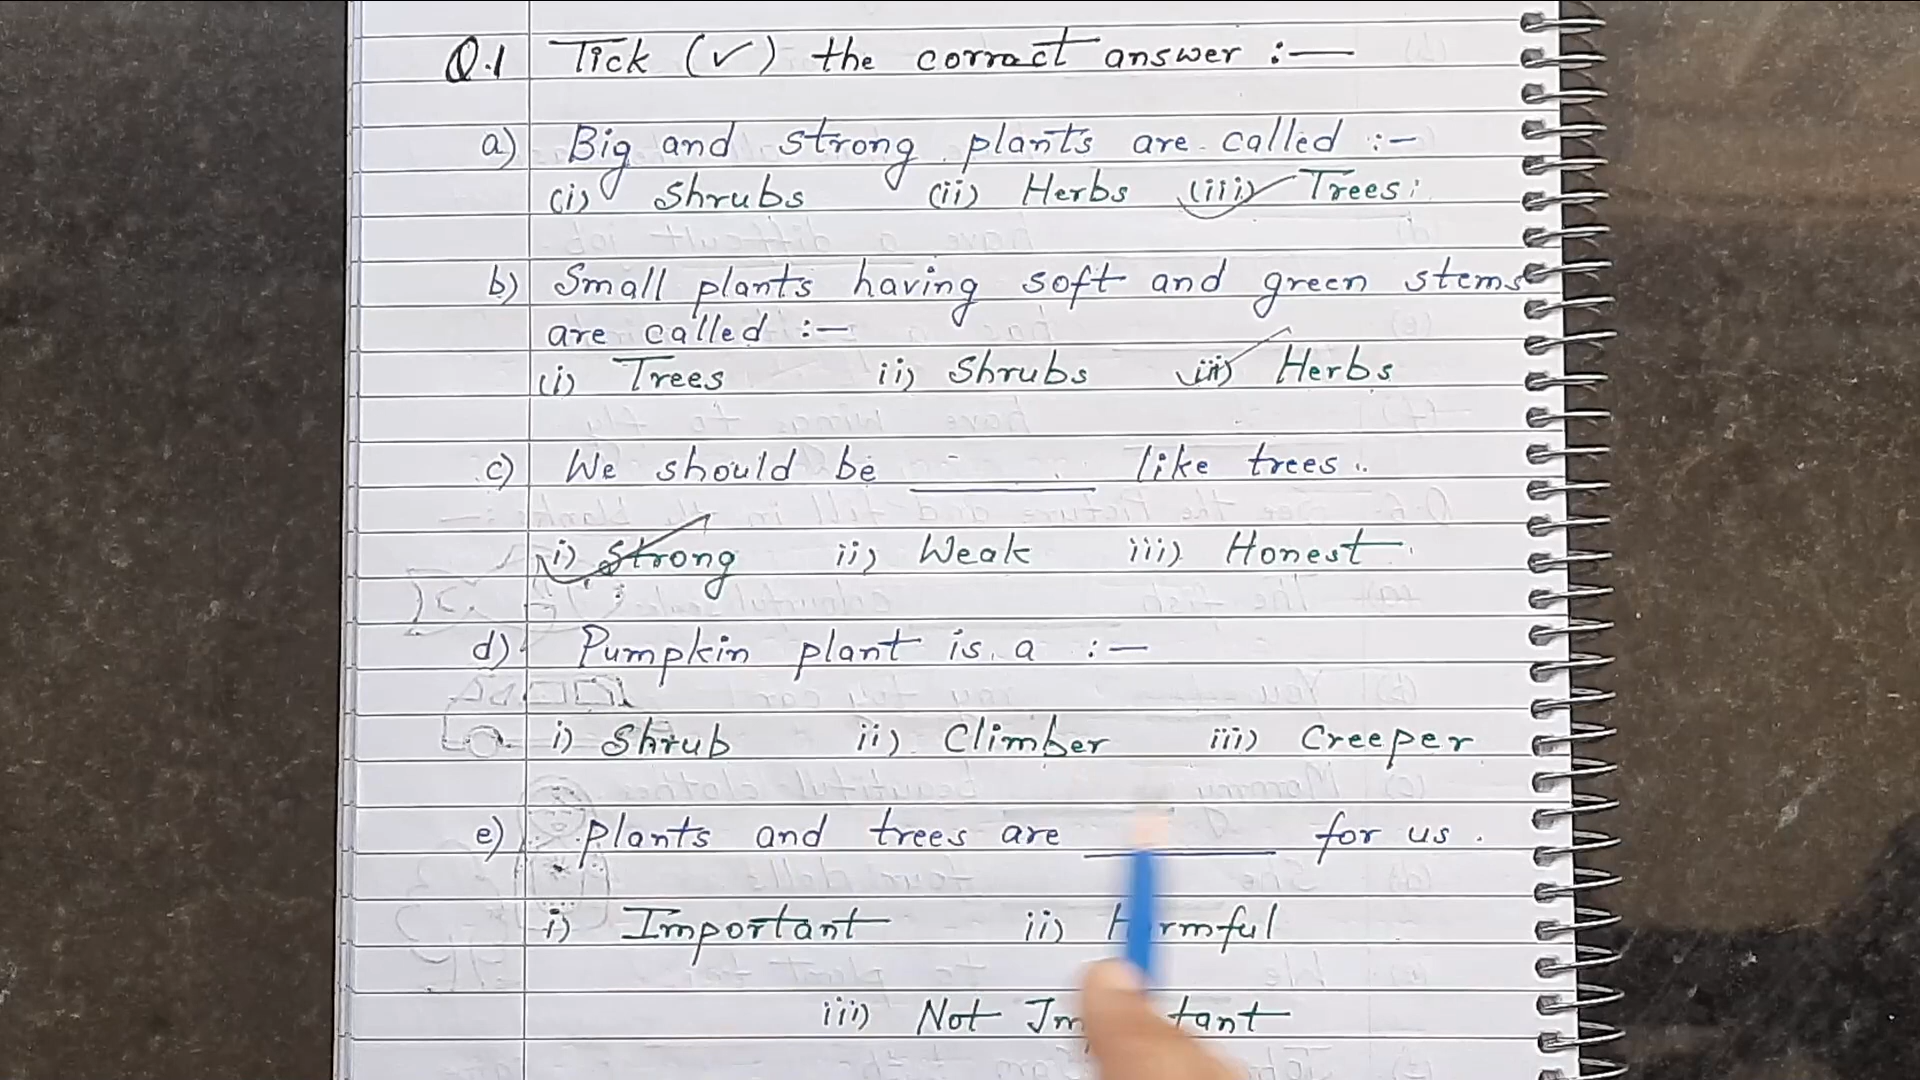 Q.1 Tick (✓) the correct answer :—
a) Big and strong plants are called :-
(i) Shrubs (ii) Herbs (iii) Trees
b) Small plants having soft and green stems
are called :—
(i) Trees ii) Shrubs iii) Herbs
c) We should be ______ like trees.
i) Strong ii) Weak iii) Honest
d) Pumpkin plant is a :—
i) Shrub ii) Climber iii) Creeper
e) Plants and trees are ______ for us.
i) Important ii) Harmful
iii) Not Important